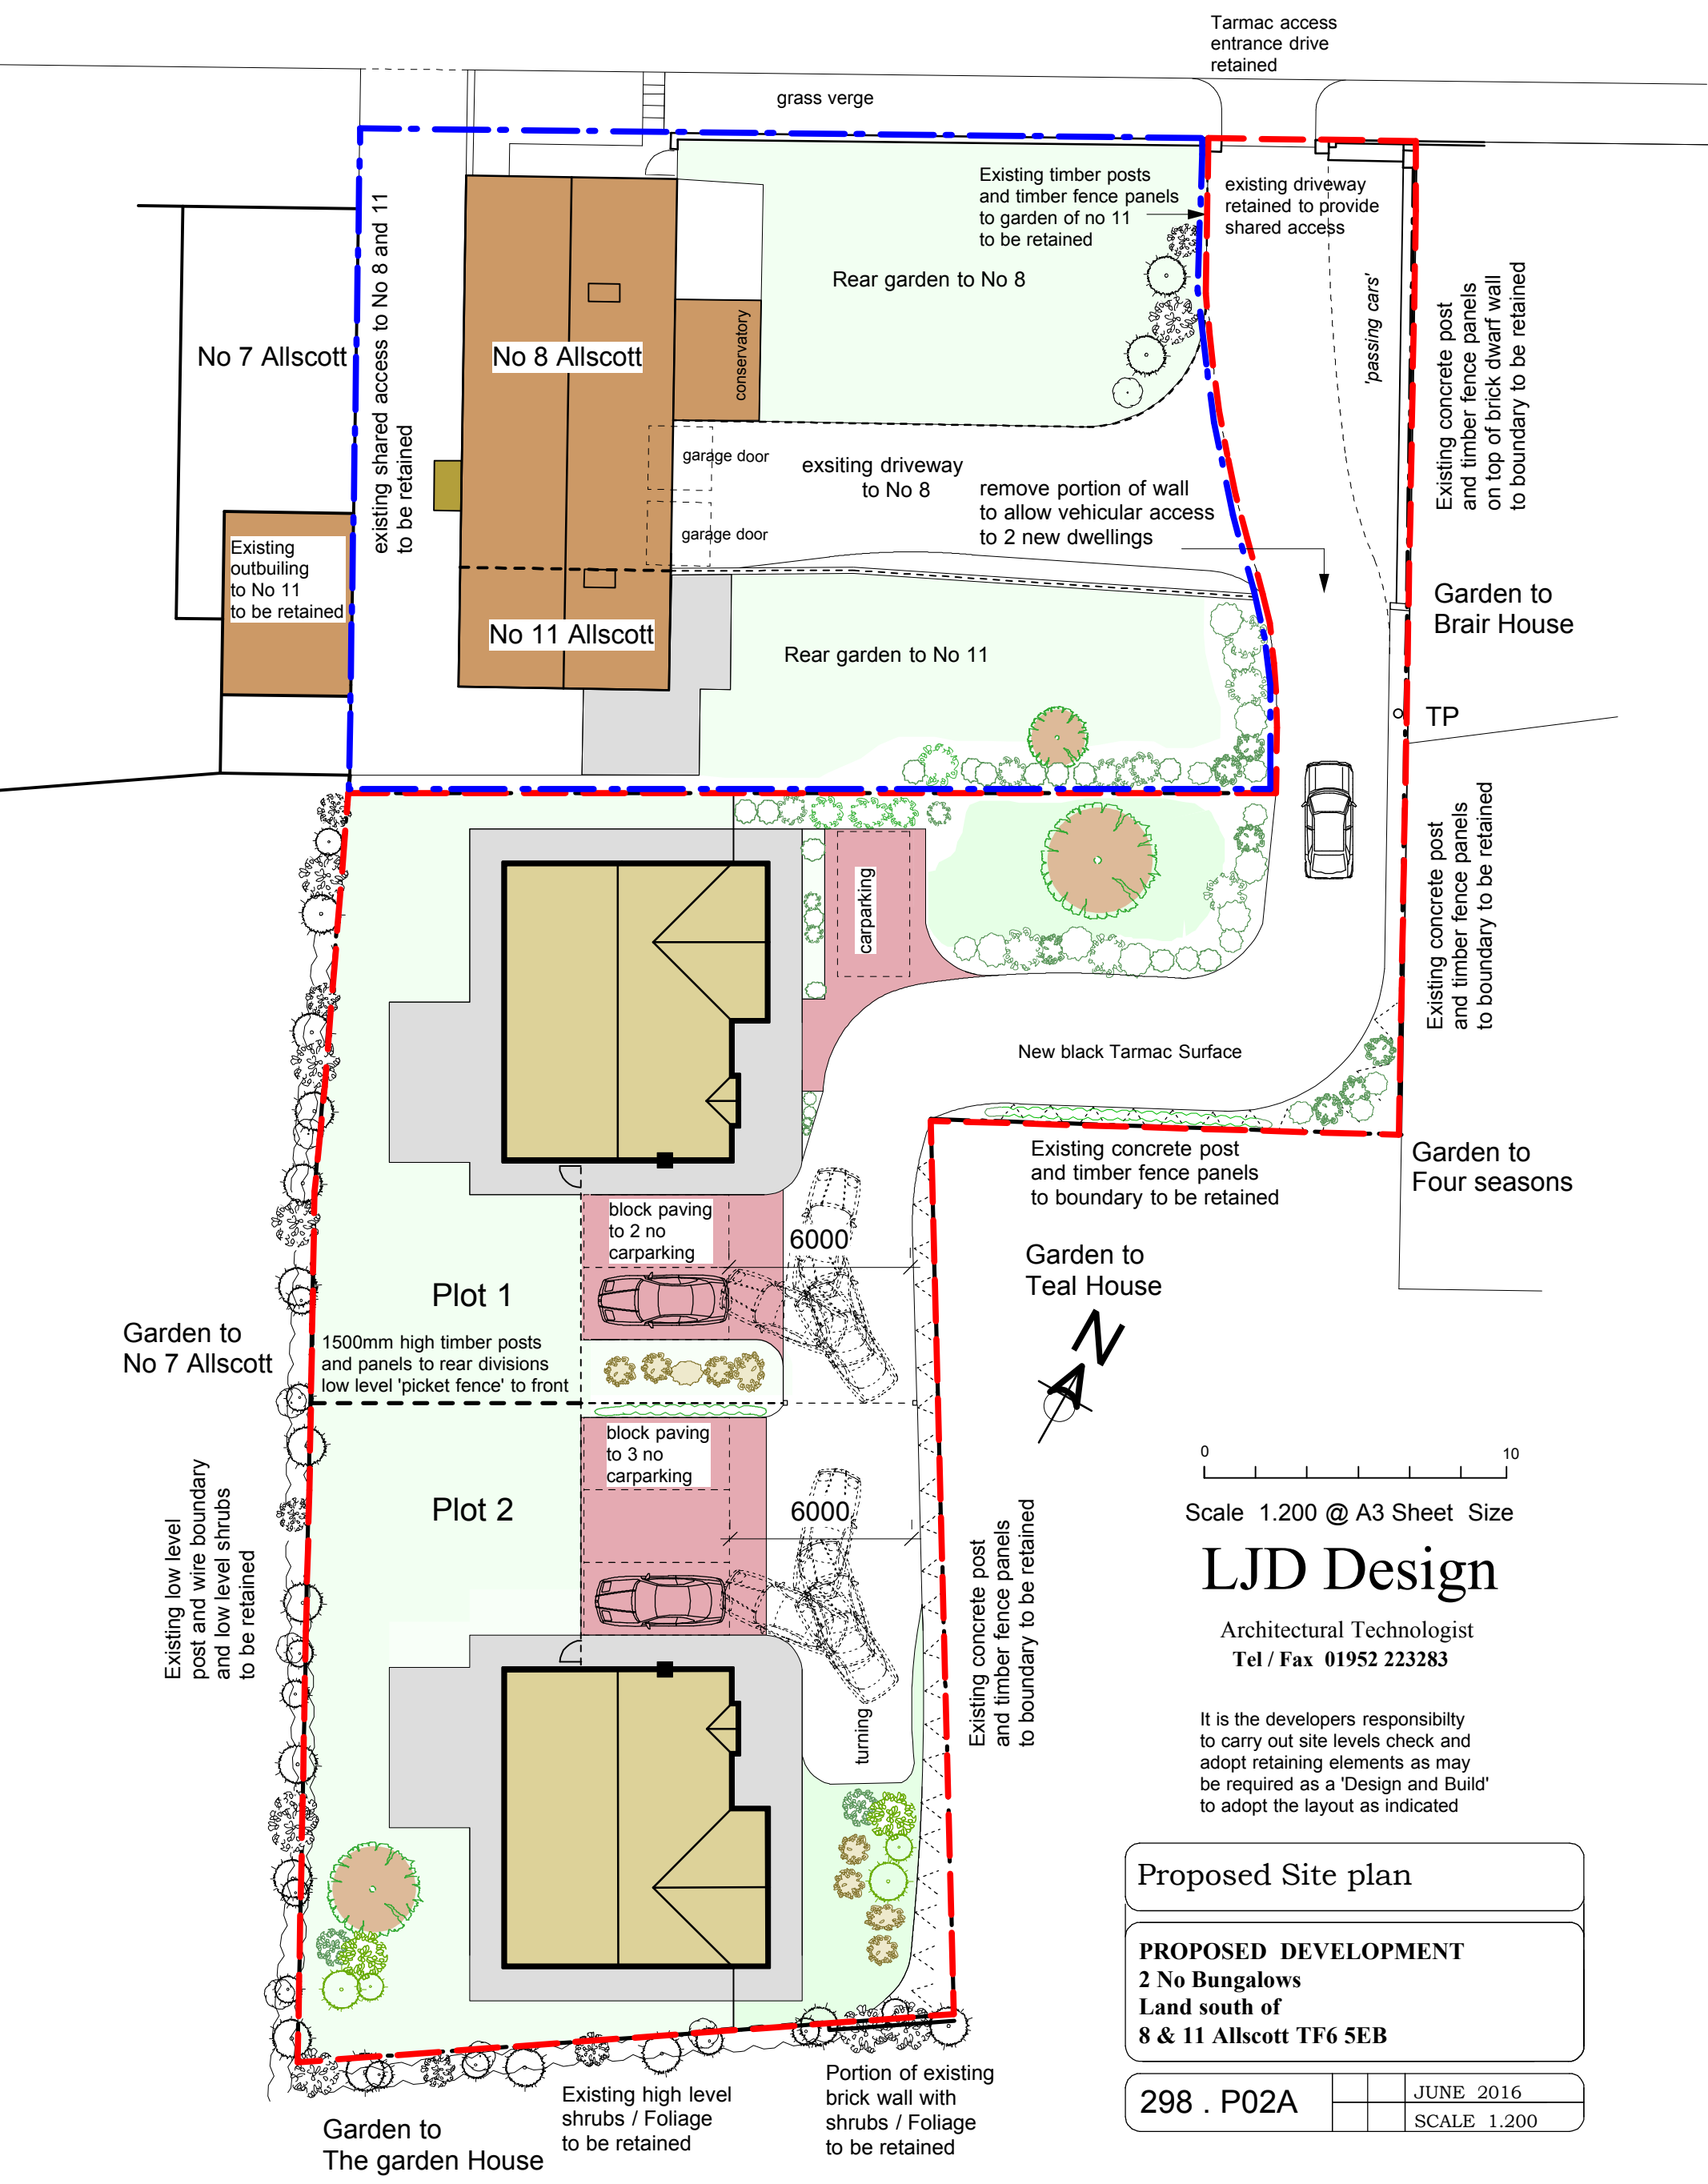 Tarmac access
entrance drive
retained
grass verge
Existing timber posts
and timber fence panels
to garden of no 11
to be retained
existing driveway
retained to provide
shared access
existing shared access to No 8 and 11
to be retained
Rear garden to No 8
'passing cars'
Existing concrete post
and timber fence panels
on top of brick dwarf wall
to boundary to be retained
No 7 Allscott
No 8 Allscott
conservatory
garage door
exsiting driveway
to No 8
remove portion of wall
to allow vehicular access
to 2 new dwellings
garage door
Existing
outbuiling
to No 11
to be retained
No 11 Allscott
Rear garden to No 11
Garden to
Brair House
TP
carparking
Existing concrete post
and timber fence panels
to boundary to be retained
New black Tarmac Surface
Existing concrete post
and timber fence panels
to boundary to be retained
Garden to
Four seasons
block paving
to 2 no
carparking
6000
Garden to
Teal House
N
Plot 1
Garden to
No 7 Allscott
1500mm high timber posts
and panels to rear divisions
low level 'picket fence' to front
block paving
to 3 no
carparking
Plot 2
6000
Existing low level
post and wire boundary
and low level shrubs
to be retained
Existing concrete post
and timber fence panels
to boundary to be retained
turning
0 10
Scale 1.200 @ A3 Sheet Size
LJD Design
Architectural Technologist
Tel / Fax 01952 223283
It is the developers responsibilty
to carry out site levels check and
adopt retaining elements as may
be required as a 'Design and Build'
to adopt the layout as indicated
Proposed Site plan
PROPOSED DEVELOPMENT
2 No Bungalows
Land south of
8 & 11 Allscott TF6 5EB
298 . P02A
JUNE 2016
SCALE 1.200
Existing high level
shrubs / Foliage
to be retained
Portion of existing
brick wall with
shrubs / Foliage
to be retained
Garden to
The garden House